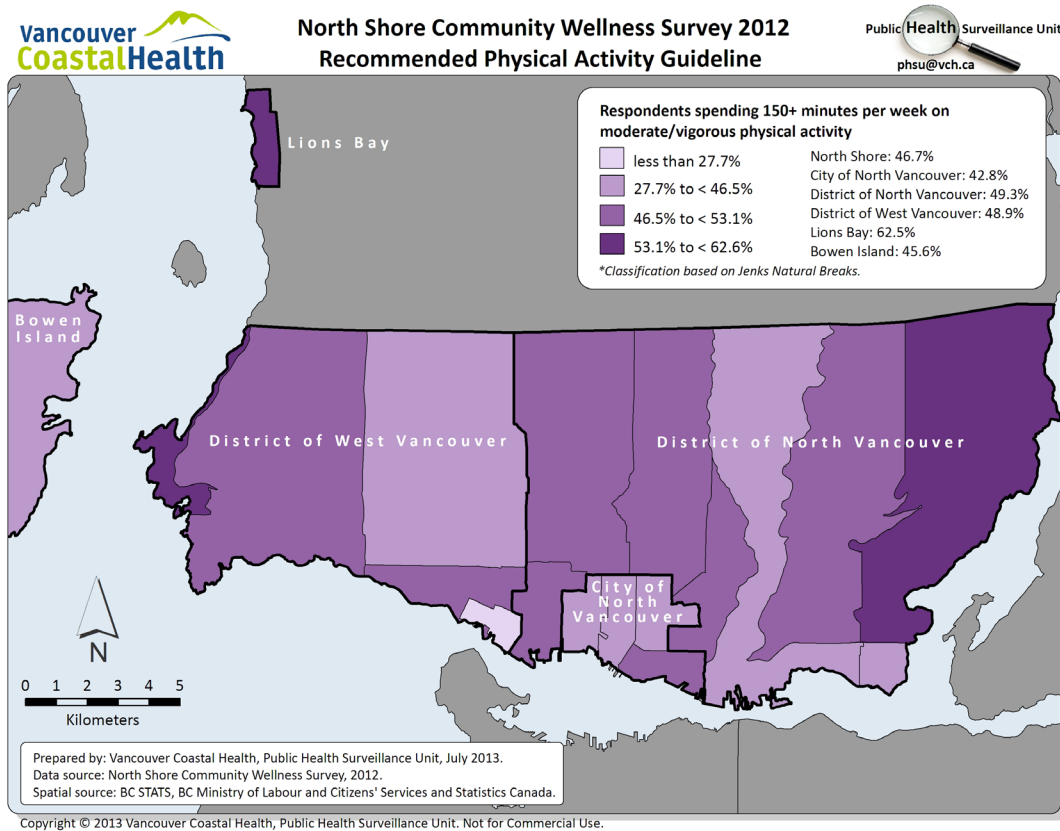 Vancouver
CoastalHealth
North Shore Community Wellness Survey 2012
Recommended Physical Activity Guideline
Public Health Surveillance Unit
phsu@vch.ca
Respondents spending 150+ minutes per week on
moderate/vigorous physical activity
less than 27.7%
27.7% to < 46.5%
46.5% to < 53.1%
53.1% to < 62.6%
North Shore: 46.7%
City of North Vancouver: 42.8%
District of North Vancouver: 49.3%
District of West Vancouver: 48.9%
Lions Bay: 62.5%
Bowen Island: 45.6%
*Classification based on Jenks Natural Breaks.
Lions Bay
Bowen
Island
District of West Vancouver
District of North Vancouver
City of
North
Vancouver
N
0 1 2 3 4 5
Kilometers
Prepared by: Vancouver Coastal Health, Public Health Surveillance Unit, July 2013.
Data source: North Shore Community Wellness Survey, 2012.
Spatial source: BC STATS, BC Ministry of Labour and Citizens' Services and Statistics Canada.
Copyright © 2013 Vancouver Coastal Health, Public Health Surveillance Unit. Not for Commercial Use.